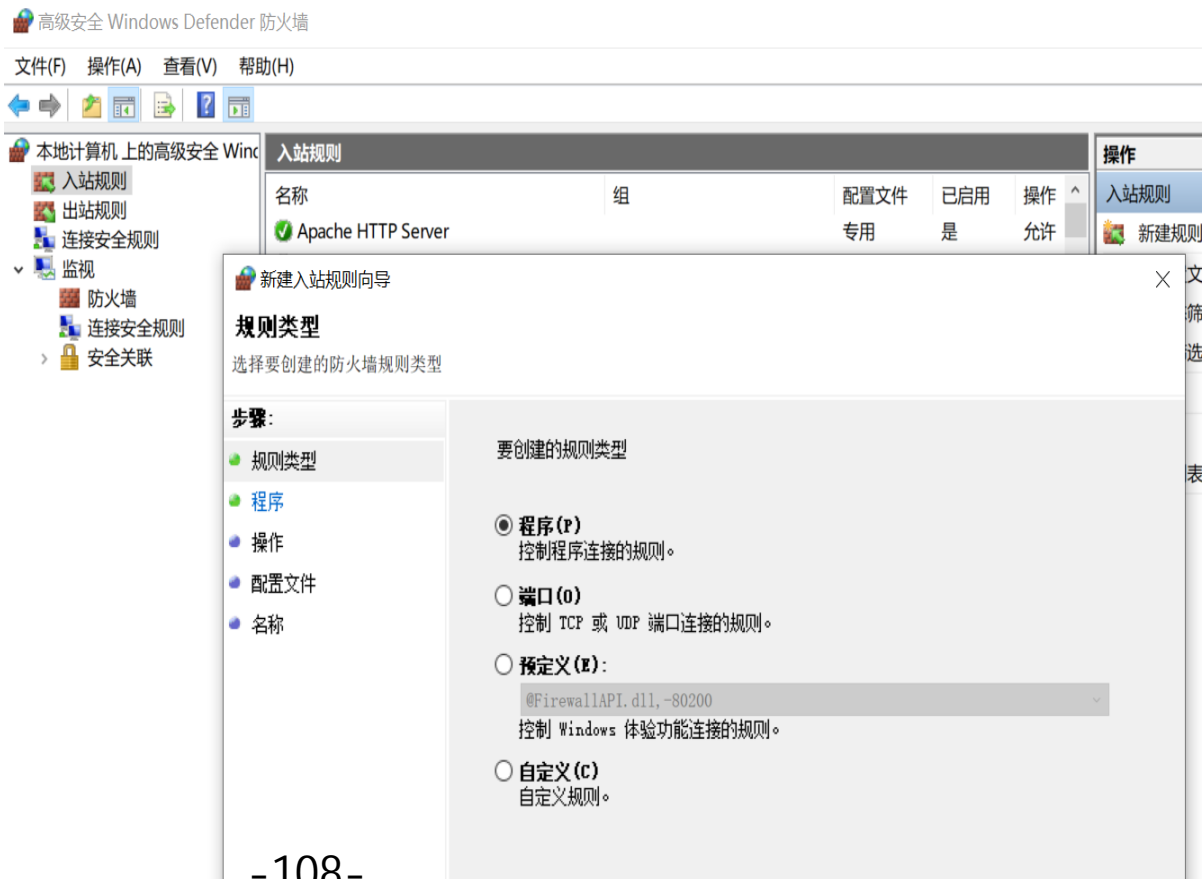 高级安全 Windows Defender 防火墙
文件(F) 操作(A) 查看(V) 帮助(H)
本地计算机 上的高级安全 Wind
入站规则
出站规则
连接安全规则
监视
防火墙
连接安全规则
安全关联
入站规则
名称 组 配置文件 已启用 操作
Apache HTTP Server 专用 是 允许
操作
入站规则
新建规则
文
筛
选
表
新建入站规则向导
规则类型
选择要创建的防火墙规则类型
步骤:
规则类型
程序
操作
配置文件
名称
要创建的规则类型
程序(P)
控制程序连接的规则。
端口(O)
控制 TCP 或 UDP 端口连接的规则。
预定义(E):
@FirewallAPI.dll,-80200
控制 Windows 体验功能连接的规则。
自定义(C)
自定义规则。
-108-